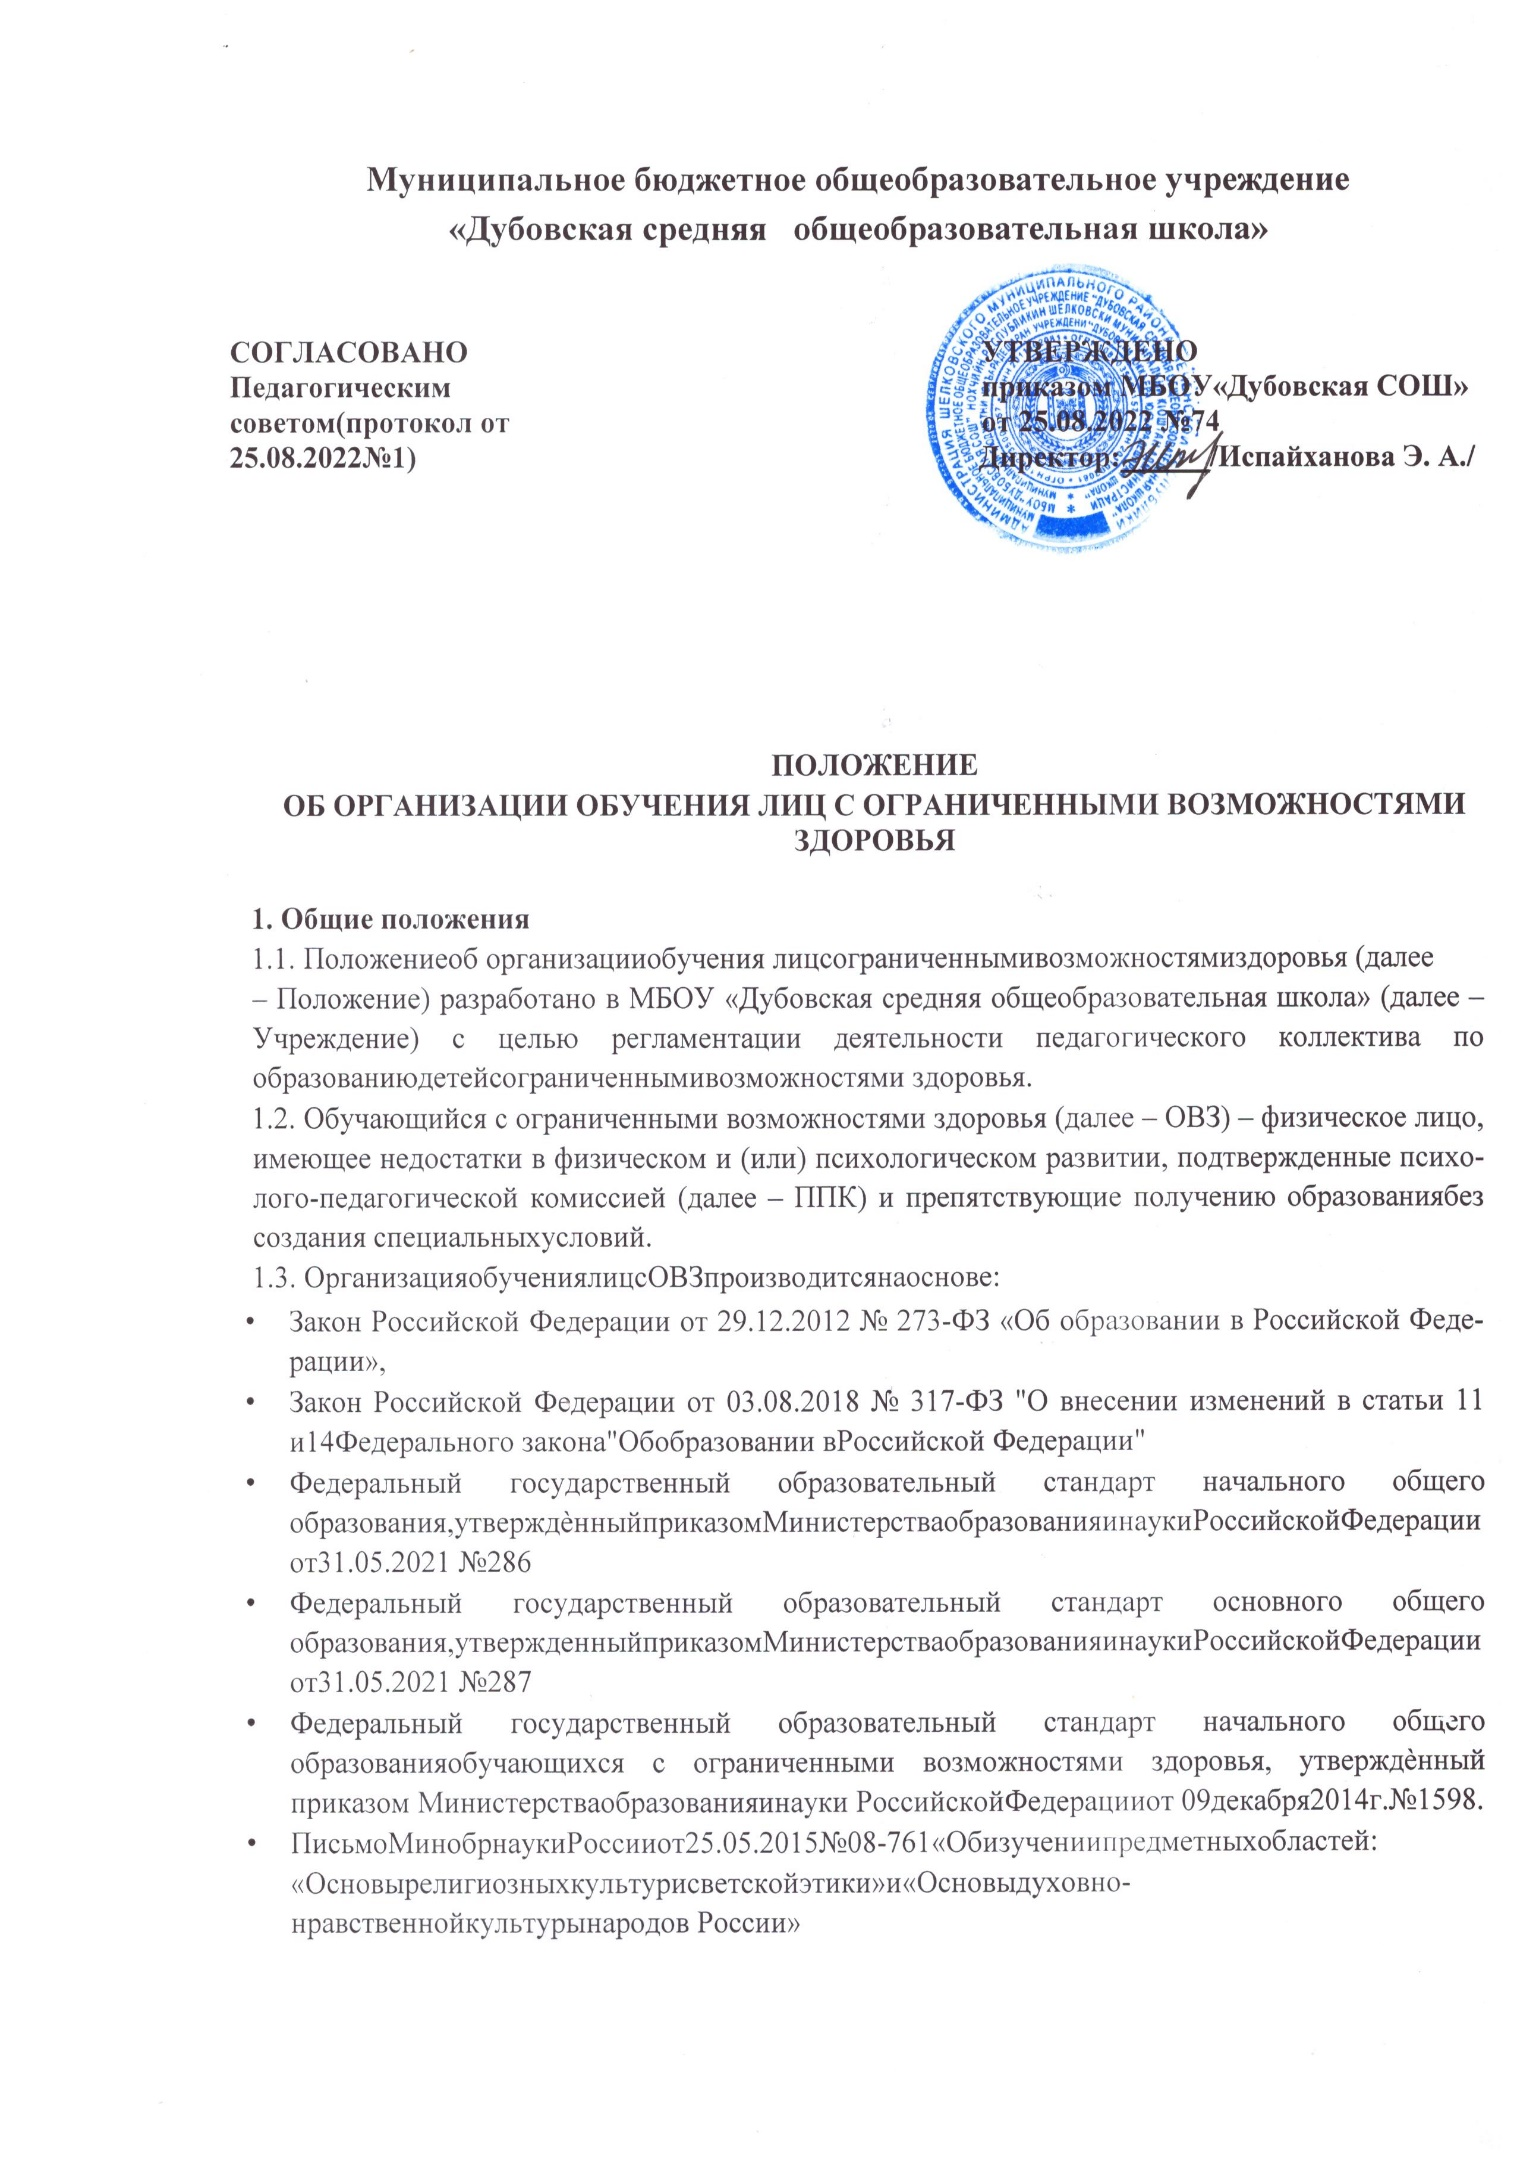 Муниципальное бюджетное общеобразовательное учреждение
«Дубовская средняя общеобразовательная школа»
СОГЛАСОВАНО
Педагогическим
советом(протокол от
25.08.2022№1)
УТВЕРЖДЕНО
приказом МБОУ«Дубовская СОШ»
от 25.08.2022 №74
Директор: /Испайханова Э. А./
ПОЛОЖЕНИЕ
ОБ ОРГАНИЗАЦИИ ОБУЧЕНИЯ ЛИЦ С ОГРАНИЧЕННЫМИ ВОЗМОЖНОСТЯМИ
ЗДОРОВЬЯ
1. Общие положения
1.1. Положениеоб организацииобучения лицсограниченнымивозможностямиздоровья (далее
– Положение) разработано в МБОУ «Дубовская средняя общеобразовательная школа» (далее –
Учреждение) с целью регламентации деятельности педагогического коллектива по
образованиюдетейсограниченнымивозможностями здоровья.
1.2. Обучающийся с ограниченными возможностями здоровья (далее – ОВЗ) – физическое лицо,
имеющее недостатки в физическом и (или) психологическом развитии, подтвержденные психо-
лого-педагогической комиссией (далее – ППК) и препятствующие получению образованиябез
создания специальныхусловий.
1.3. ОрганизацияобучениялицсОВЗпроизводитсянаоснове:
• Закон Российской Федерации от 29.12.2012 № 273-ФЗ «Об образовании в Российской Феде-
рации»,
• Закон Российской Федерации от 03.08.2018 № 317-ФЗ "О внесении изменений в статьи 11
и14Федерального закона"Обобразовании вРоссийской Федерации"
• Федеральный государственный образовательный стандарт начального общего
образования,утверждѐнныйприказомМинистерстваобразованияинаукиРоссийскойФедерации
от31.05.2021 №286
• Федеральный государственный образовательный стандарт основного общего
образования,утвержденныйприказомМинистерстваобразованияинаукиРоссийскойФедерации
от31.05.2021 №287
• Федеральный государственный образовательный стандарт начального общего
образованияобучающихся с ограниченными возможностями здоровья, утверждѐнный
приказом Министерстваобразованияинауки РоссийскойФедерацииот 09декабря2014г.№1598.
• ПисьмоМинобрнаукиРоссииот25.05.2015№08-761«Обизучениипредметныхобластей:
«Основырелигиозныхкультурисветскойэтики»и«Основыдуховно-
нравственнойкультурынародов России»